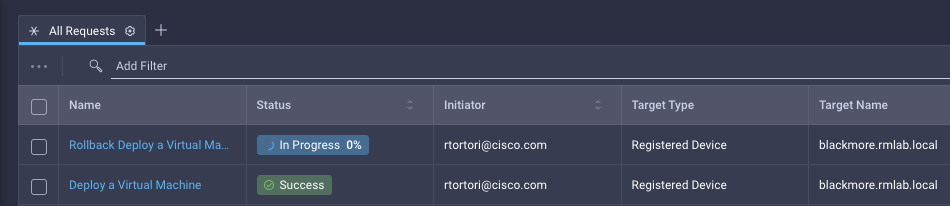 All Requests
Add Filter
Name Status Initiator Target Type Target Name
Rollback Deploy a Virtual Ma... In Progress 0% rtortori@cisco.com Registered Device blackmore.rmlab.local
Deploy a Virtual Machine Success rtortori@cisco.com Registered Device blackmore.rmlab.local